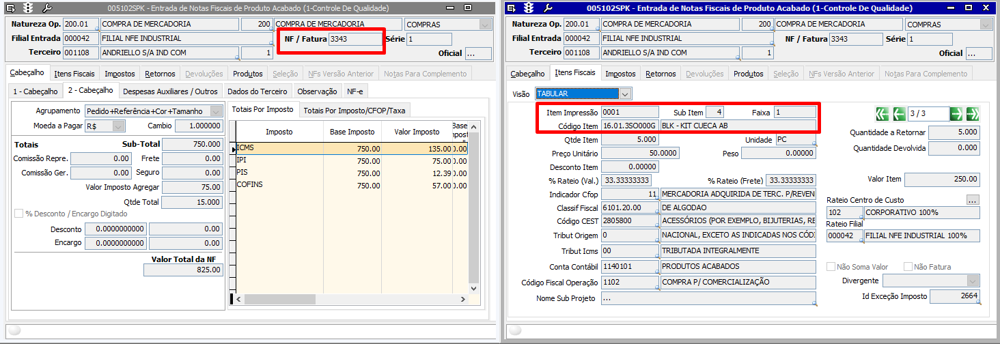 005102SPK - Entrada de Notas Fiscais de Produto Acabado (1-Controle De Qualidade)
Natureza Op. 200.01 COMPRA DE MERCADORIA 200 COMPRA DE MERCADORIA COMPRAS
Filial Entrada 000042 FILIAL NFE INDUSTRIAL NF / Fatura 3343 Série 1
Terceiro 001108 ANDRIELLO S/A IND COM 1 Oficial ...
Cabeçalho Itens Fiscais Impostos Retornos Devoluções Produtos Seleção NFs Versão Anterior Notas Para Complemento
1 - Cabeçalho 2 - Cabeçalho Despesas Auxiliares / Outros Dados do Terceiro Observação NF-e
Agrupamento Pedido+Referência+Cor+Tamanho
Moeda a Pagar R$ Cambio 1.000000
Totais Sub-Total 750.000
Comissão Repre. 0.00 Frete 0.00
Comissão Ger. 0.00 Seguro 0.00
Valor Imposto Agregar 75.00
Qtde Total 15.000
% Desconto / Encargo Digitado
Desconto 0.0000000000 0.00
Encargo 0.0000000000 0.00
Valor Total da NF
825.00
Totais Por Imposto Totais Por Imposto/CFOP/Taxa
Imposto Base Imposto Valor Imposto Base
ICMS 750.00 135.00 0.00
IPI 750.00 75.00 0.00
PIS 750.00 12.39 0.00
COFINS 750.00 57.00 0.00
005102SPK - Entrada de Notas Fiscais de Produto Acabado (1-Controle De Qualidade)
Natureza Op. 200.01 COMPRA DE MERCADORIA 200 COMPRA DE MERCADORIA COMPRAS
Filial Entrada 000042 FILIAL NFE INDUSTRIAL NF / Fatura 3343 Série 1
Terceiro 001108 ANDRIELLO S/A IND COM 1 Oficial ...
Cabeçalho Itens Fiscais Impostos Retornos Devoluções Produtos Seleção NFs Versão Anterior Notas Para Complemento
Visão TABULAR
Item Impressão 0001 Sub Item 4 Faixa 1 3 / 3
Código Item 16.01.3SO000G BLK - KIT CUECA AB Quantidade a Retornar 5.000
Qtde Item 5.000 Unidade PC Quantidade Devolvida 0.000
Preço Unitário 50.0000 Peso 0.00000
Desconto Item 0.00000
% Rateio (Val.) 33.33333333 % Rateio (Frete) 33.33333333 Valor Item 250.00
Indicador Cfop 11 MERCADORIA ADQUIRIDA DE TERC. P/REVEN
Classif Fiscal 6101.20.00 DE ALGODAO Rateio Centro de Custo ...
102 CORPORATIVO 100%
Código CEST 2805800 ACESSÓRIOS (POR EXEMPLO, BIJUTERIAS, RE
Rateio Filial
Tribut Origem 0 NACIONAL, EXCETO AS INDICADAS NOS CÓDI 000042 FILIAL NFE INDUSTRIAL 100%
Tribut Icms 00 TRIBUTADA INTEGRALMENTE
Conta Contábil 1140101 PRODUTOS ACABADOS Não Soma Valor Não Fatura
Código Fiscal Operação 1102 COMPRA P/ COMERCIALIZAÇÃO Divergente
Nome Sub Projeto ... Id Exceção Imposto 2664